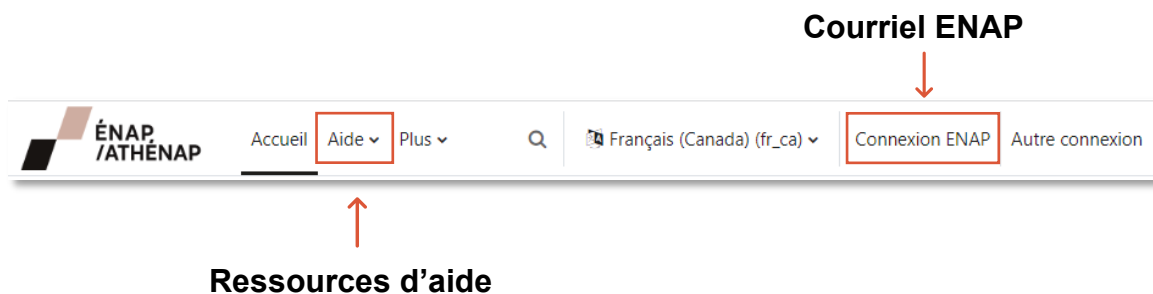 Courriel ENAP
ÉNAP
/ATHÉNAP
Accueil Aide Plus Français (Canada) (fr_ca) Connexion ENAP Autre connexion
Ressources d’aide